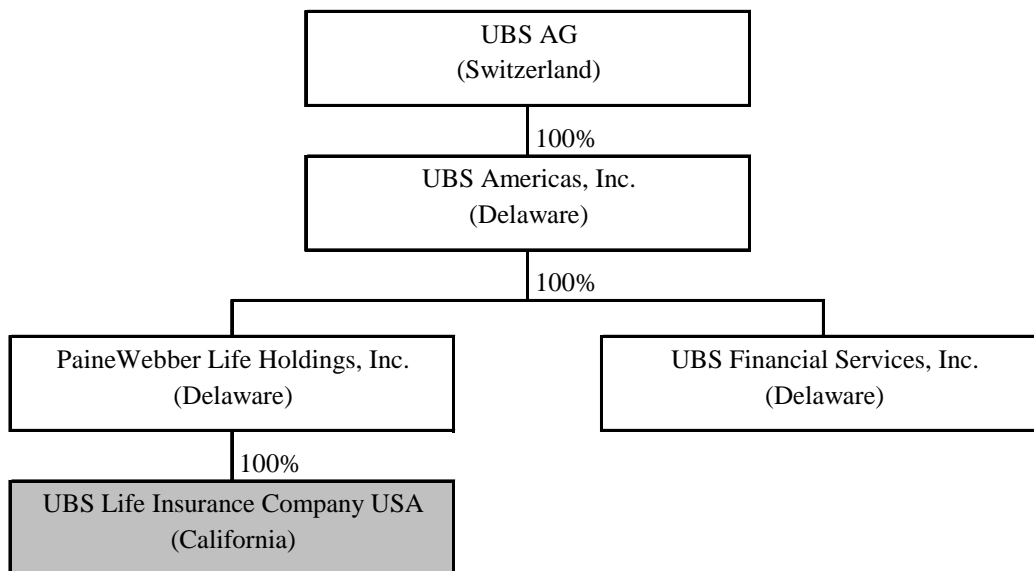 UBS AG
(Switzerland)
100%
UBS Americas, Inc.
(Delaware)
100%
PaineWebber Life Holdings, Inc.
(Delaware)
UBS Financial Services, Inc.
(Delaware)
100%
UBS Life Insurance Company USA
(California)